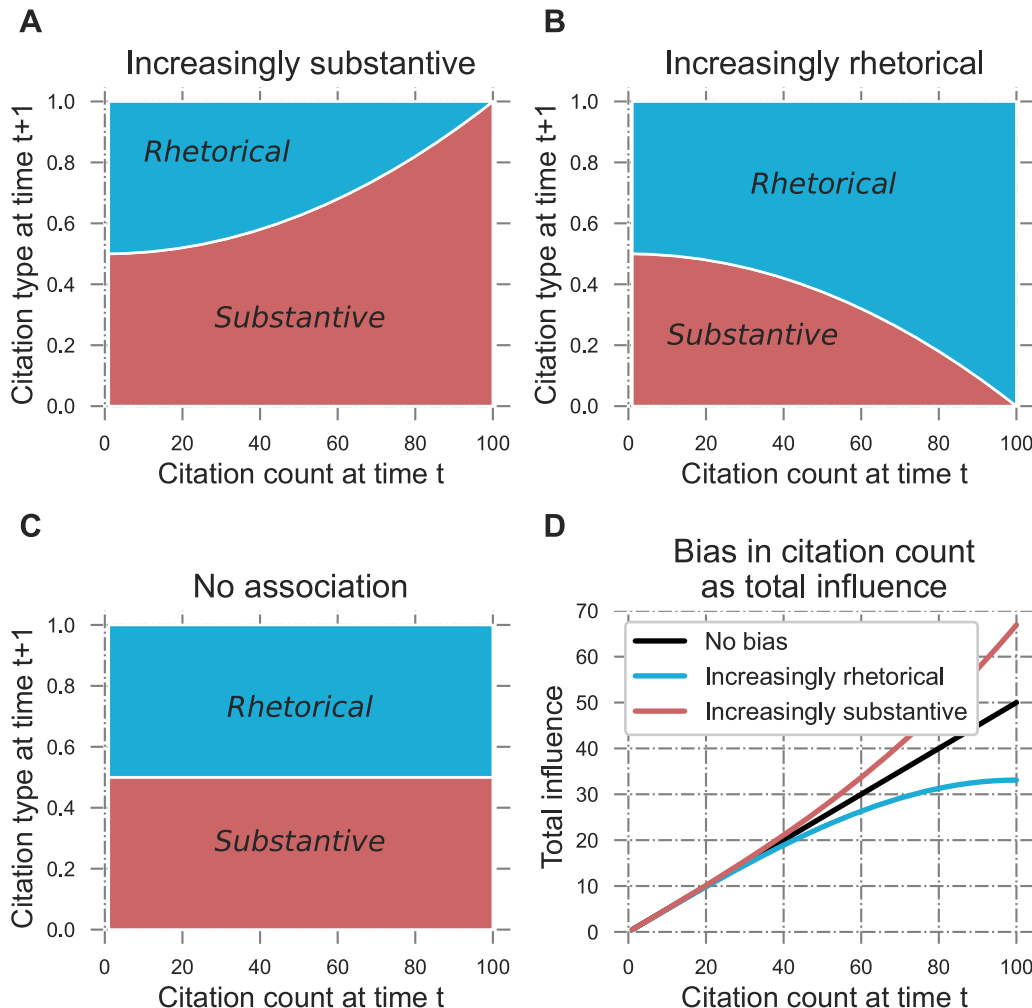 A
Increasingly substantive
Citation type at time t+1
1.0
0.8
0.6
0.4
0.2
0.0
Rhetorical
Substantive
0 20 40 60 80 100
Citation count at time t
B
Increasingly rhetorical
Citation type at time t+1
1.0
0.8
0.6
0.4
0.2
0.0
Rhetorical
Substantive
0 20 40 60 80 100
Citation count at time t
C
No association
Citation type at time t+1
1.0
0.8
0.6
0.4
0.2
0.0
Rhetorical
Substantive
0 20 40 60 80 100
Citation count at time t
D
Bias in citation count
as total influence
Total influence
70
60
50
40
30
20
10
0
No bias
Increasingly rhetorical
Increasingly substantive
0 20 40 60 80 100
Citation count at time t